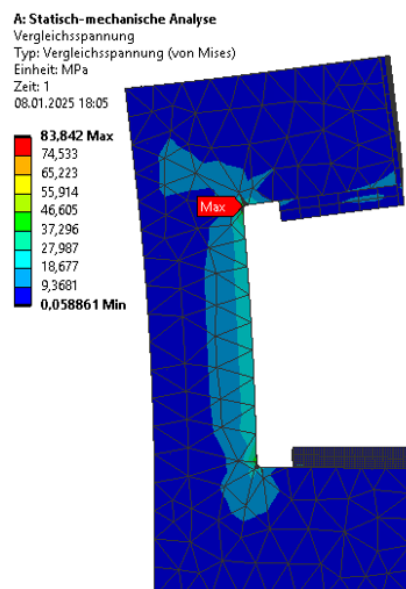 A: Statisch-mechanische Analyse
Vergleichsspannung
Typ: Vergleichsspannung (von Mises)
Einheit: MPa
Zeit: 1
08.01.2025 18:05
83,842 Max
74,533
65,223
55,914
46,605
37,296
27,987
18,677
9,3681
0,058861 Min
Max